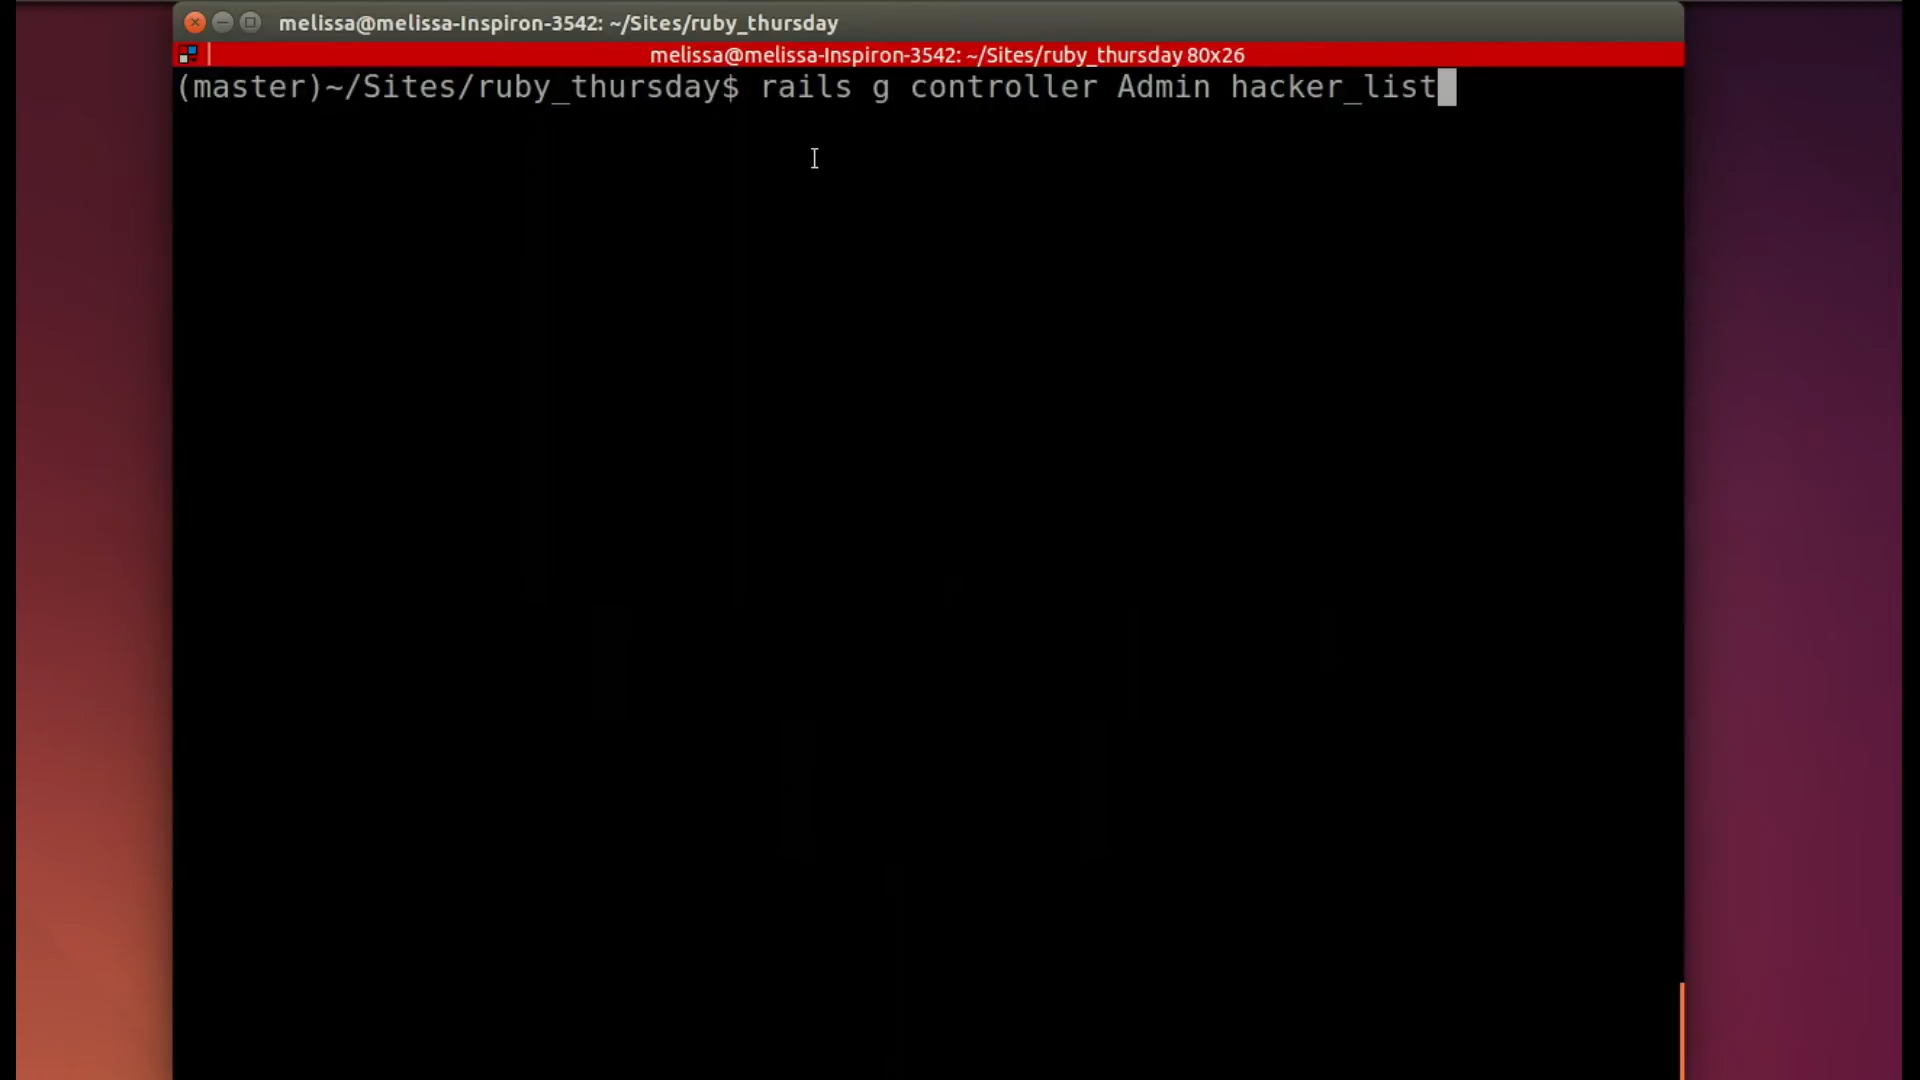 melissa@melissa-Inspiron-3542: ~/Sites/ruby_thursday
melissa@melissa-Inspiron-3542: ~/Sites/ruby_thursday 80x26
(master)~/Sites/ruby_thursday$ rails g controller Admin hacker_list